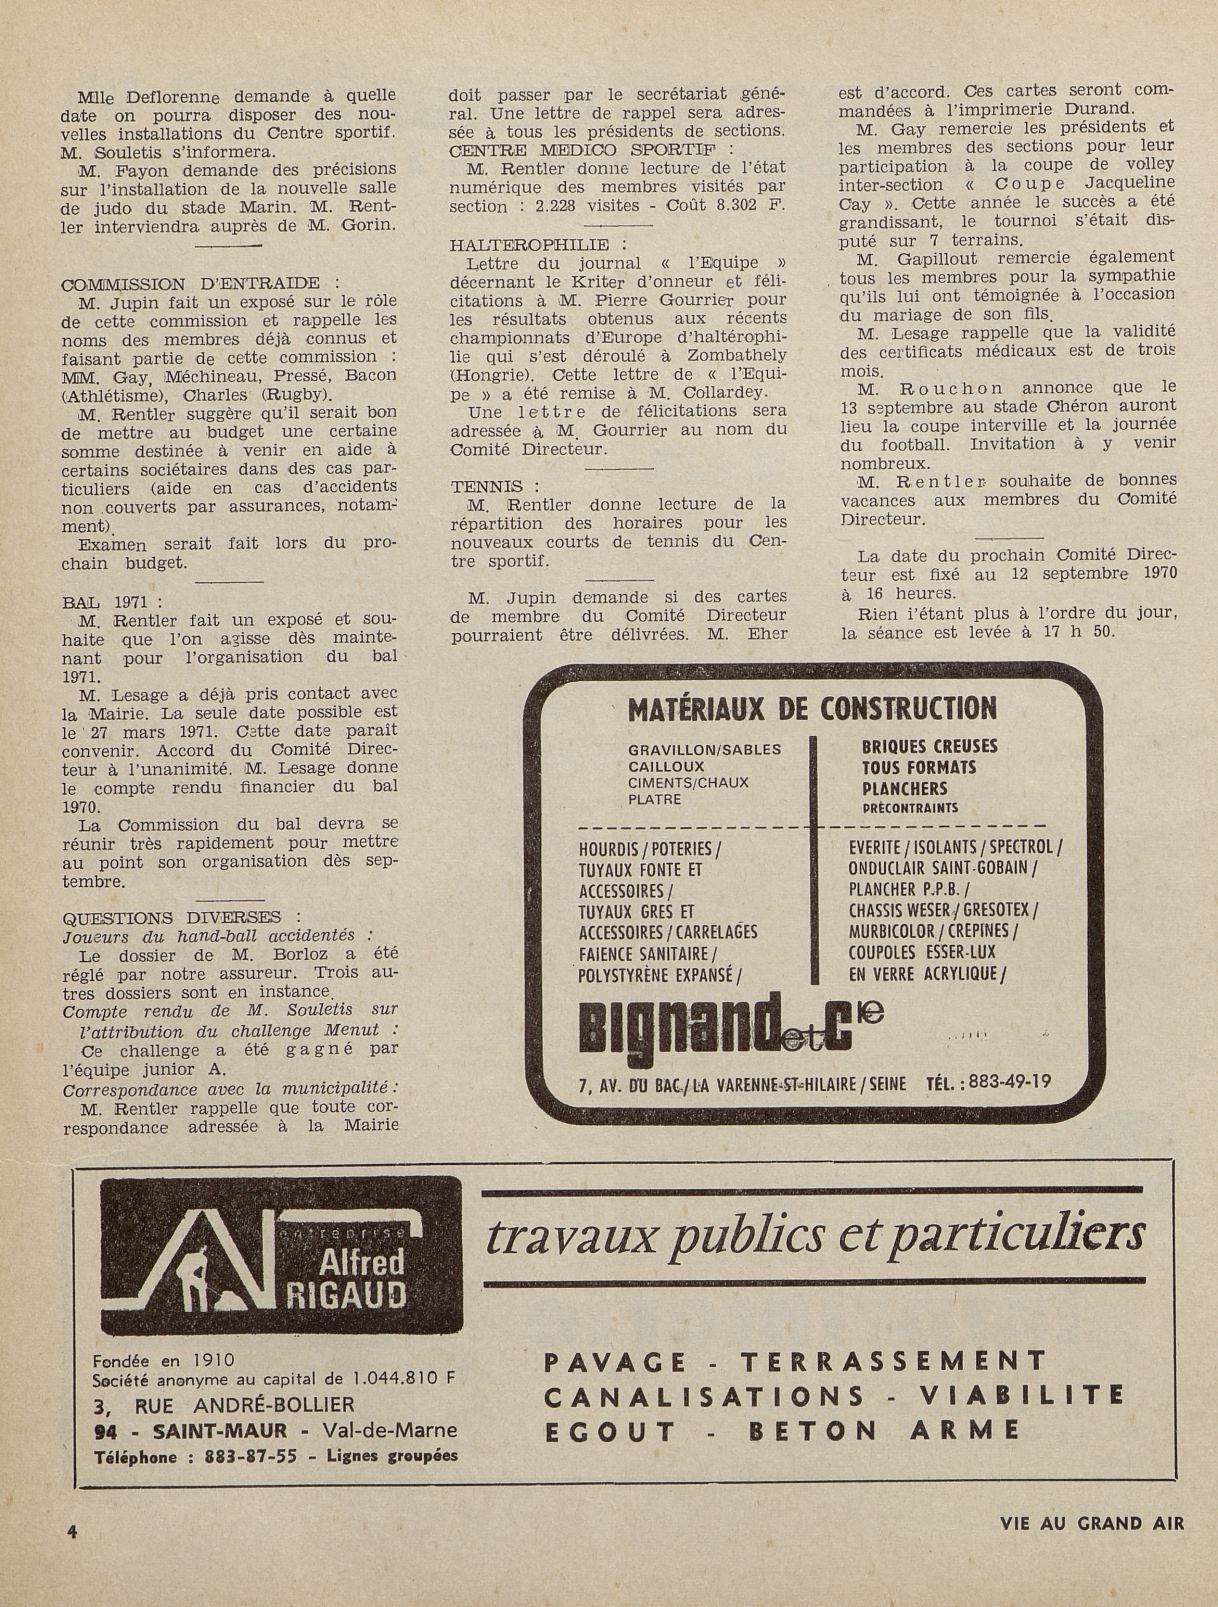 Mlle Deflorenne demande à quelle
date on pourra disposer des nou-
velles installations du Centre sportif.
M. Souletis s'informera.
M. Fayon demande des précisions
sur l'installation de la nouvelle salle
de judo du stade Marin. M. Rent-
ler interviendra auprès de M. Gorin.
COMMISSION D'ENTRAIDE :
M. Jupin fait un exposé sur le rôle
de cette commission et rappelle les
noms des membres déjà connus et
faisant partie de cette commission :
MM. Gay, Méchineau, Pressé, Bacon
(Athlétisme), Charles (Rugby).
M. Rentler suggère qu'il serait bon
de mettre au budget une certaine
somme destinée à venir en aide à
certains sociétaires dans des cas par-
ticuliers (aide en cas d'accidents
non couverts par assurances, notam-
ment).
Examen serait fait lors du pro-
chain budget.
BAL 1971 :
M. Rentler fait un exposé et sou-
haite que l'on agisse dès mainte-
nant pour l'organisation du bal
1971.
M. Lesage a déjà pris contact avec
la Mairie. La seule date possible est
le 27 mars 1971. Cette date parait
convenir. Accord du Comité Direc-
teur à l'unanimité. M. Lesage donne
le compte rendu financier du bal
1970.
La Commission du bal devra se
réunir très rapidement pour mettre
au point son organisation dès sep-
tembre.
QUESTIONS DIVERSES :
Joueurs du hand-ball accidentés :
Le dossier de M. Borloz a été
réglé par notre assureur. Trois au-
tres dossiers sont en instance.
Compte rendu de M. Souletis sur
l'attribution du challenge Menut :
Ce challenge a été gagné par
l'équipe junior A.
Correspondance avec la municipalité :
M. Rentler rappelle que toute cor-
respondance adressée à la Mairie
doit passer par le secrétariat géné-
ral. Une lettre de rappel sera adres-
sée à tous les présidents de sections.
CENTRE MEDICO SPORTIF :
M. Rentler donne lecture de l'état
numérique des membres visités par
section : 2.228 visites - Coût 8.302 F.
HALTEROPHILIE :
Lettre du journal « l'Equipe »
décernant le Kriter d'onneur et féli-
citations à M. Pierre Gourrier pour
les résultats obtenus aux récents
championnats d'Europe d'haltérophi-
lie qui s'est déroulé à Zombathely
(Hongrie). Cette lettre de « l'Equi-
pe » a été remise à M. Collardey.
Une lettre de félicitations sera
adressée à M. Gourrier au nom du
Comité Directeur.
TENNIS :
M. Rentler donne lecture de la
répartition des horaires pour les
nouveaux courts de tennis du Cen-
tre sportif.
M. Jupin demande si des cartes
de membre du Comité Directeur
pourraient être délivrées. M. Eher
est d'accord. Ces cartes seront com-
mandées à l'imprimerie Durand.
M. Gay remercie les présidents et
les membres des sections pour leur
participation à la coupe de volley
inter-section « Coupe Jacqueline
Cay ». Cette année le succès a été
grandissant, le tournoi s'était dis-
puté sur 7 terrains.
M. Gapillout remercie également
tous les membres pour la sympathie
qu'ils lui ont témoignée à l'occasion
du mariage de son fils.
M. Lesage rappelle que la validité
des certificats médicaux est de trois
mois.
M. Rouchon annonce que le
13 septembre au stade Chéron auront
lieu la coupe interville et la journée
du football. Invitation à y venir
nombreux.
M. Rentler souhaite de bonnes
vacances aux membres du Comité
Directeur.
La date du prochain Comité Direc-
teur est fixé au 12 septembre 1970
à 16 heures.
Rien i'étant plus à l'ordre du jour,
la séance est levée à 17 h 50.
MATÉRIAUX DE CONSTRUCTION
GRAVILLON/SABLES
CAILLOUX
CIMENTS/CHAUX
PLATRE
BRIQUES CREUSES
TOUS FORMATS
PLANCHERS
PRÉCONTRAINTS
HOURDIS / POTERIES /
TUYAUX FONTE ET
ACCESSOIRES /
TUYAUX GRES ET
ACCESSOIRES / CARRELAGES
FAIENCE SANITAIRE /
POLYSTYRÈNE EXPANSÉ /
EVERITE / ISOLANTS / SPECTROL /
ONDUCLAIR SAINT-GOBAIN /
PLANCHER P.P.B. /
CHASSIS WESER / GRESOTEX /
MURBICOLOR / CREPINES /
COUPOLES ESSER-LUX
EN VERRE ACRYLIQUE /
BIgnand et Cie
7, AV. DU BAC / LA VARENNE-ST-HILAIRE / SEINE TÉL. : 883-49-19
entreprise
Alfred
RIGAUD
travaux publics et particuliers
Fondée en 1910
Société anonyme au capital de 1.044.810 F
3, RUE ANDRÉ-BOLLIER
94 - SAINT-MAUR - Val-de-Marne
Téléphone : 883-87-55 - Lignes groupées
PAVAGE - TERRASSEMENT
CANALISATIONS - VIABILITE
EGOUT - BETON ARME
4
VIE AU GRAND AIR